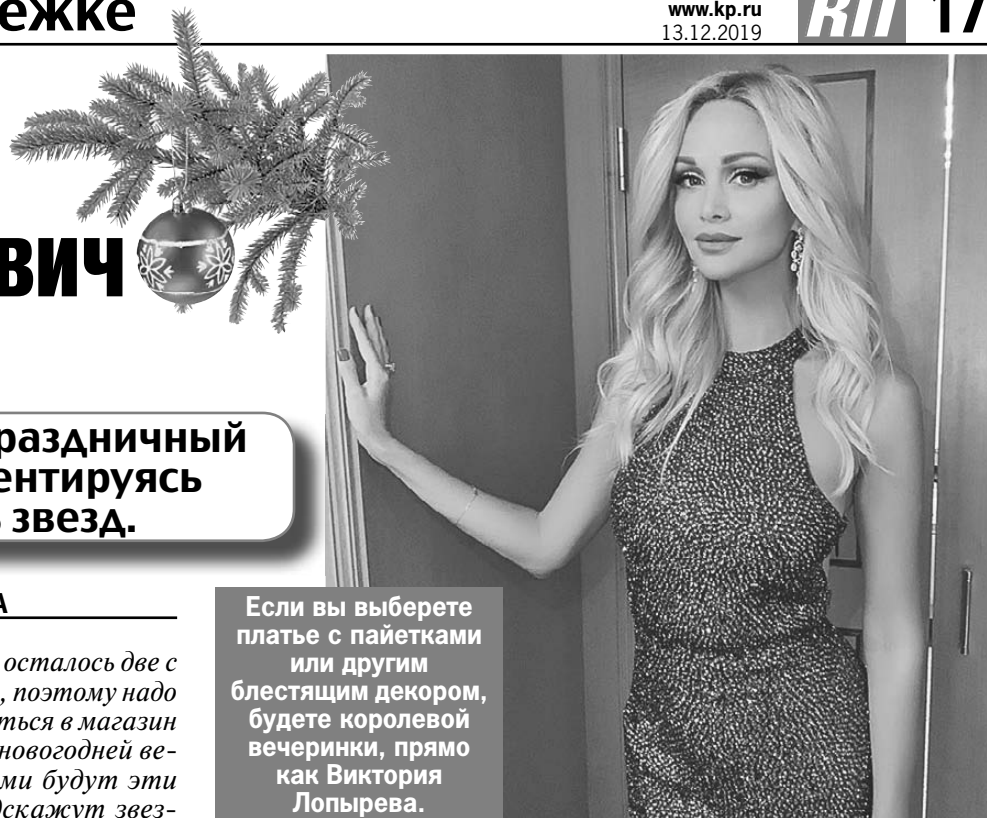 ежке
www.kp.ru
13.12.2019
КП 17
ВИЧ
раздничный
ентируясь
звезд.
А
осталось две с
, поэтому надо
ться в магазин
новогодней ве-
ми будут эти
дскажут звез-
Если вы выберете
платье с пайетками
или другим
блестящим декором,
будете королевой
вечеринки, прямо
как Виктория
Лопырева.